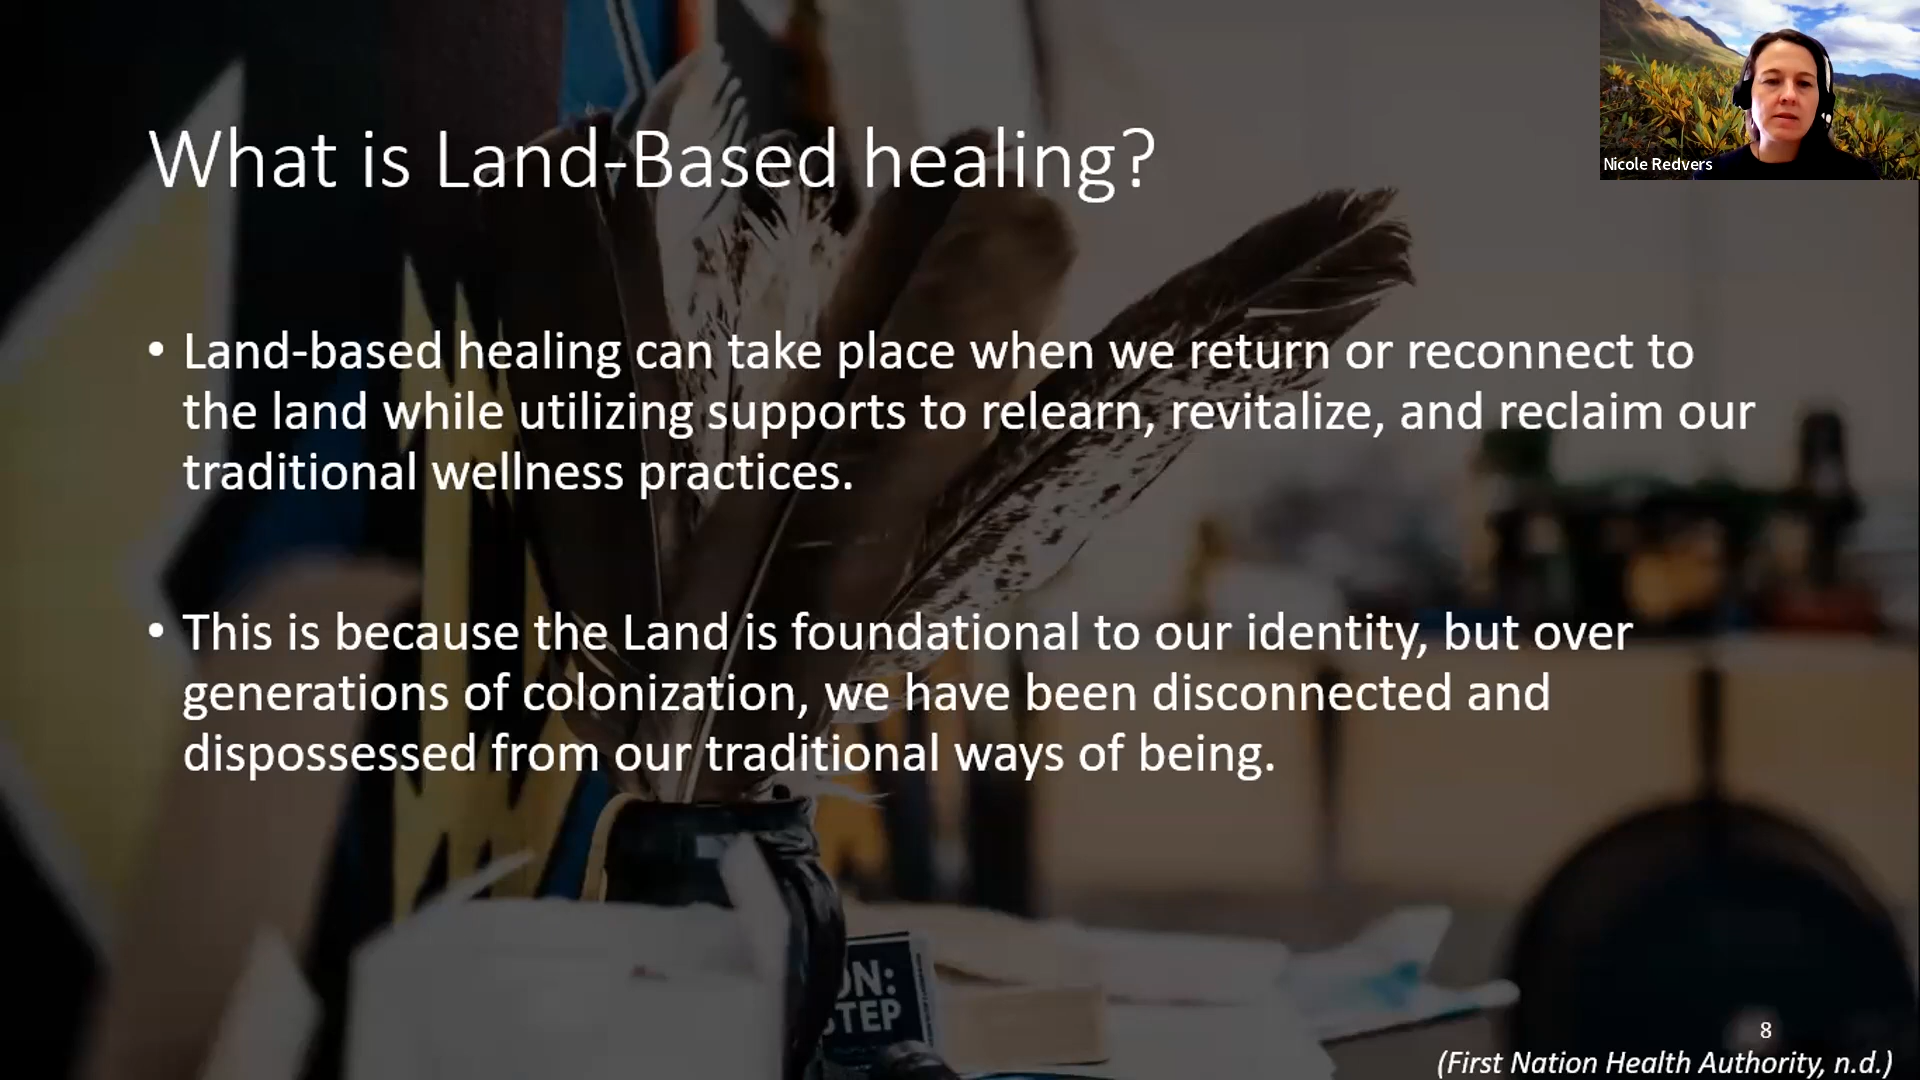 What is Land-Based healing?
Nicole Redvers
• Land-based healing can take place when we return or reconnect to
the land while utilizing supports to relearn, revitalize, and reclaim our
traditional wellness practices.
• This is because the Land is foundational to our identity, but over
generations of colonization, we have been disconnected and
dispossessed from our traditional ways of being.
ON:
STEP
8
(First Nation Health Authority, n.d.)